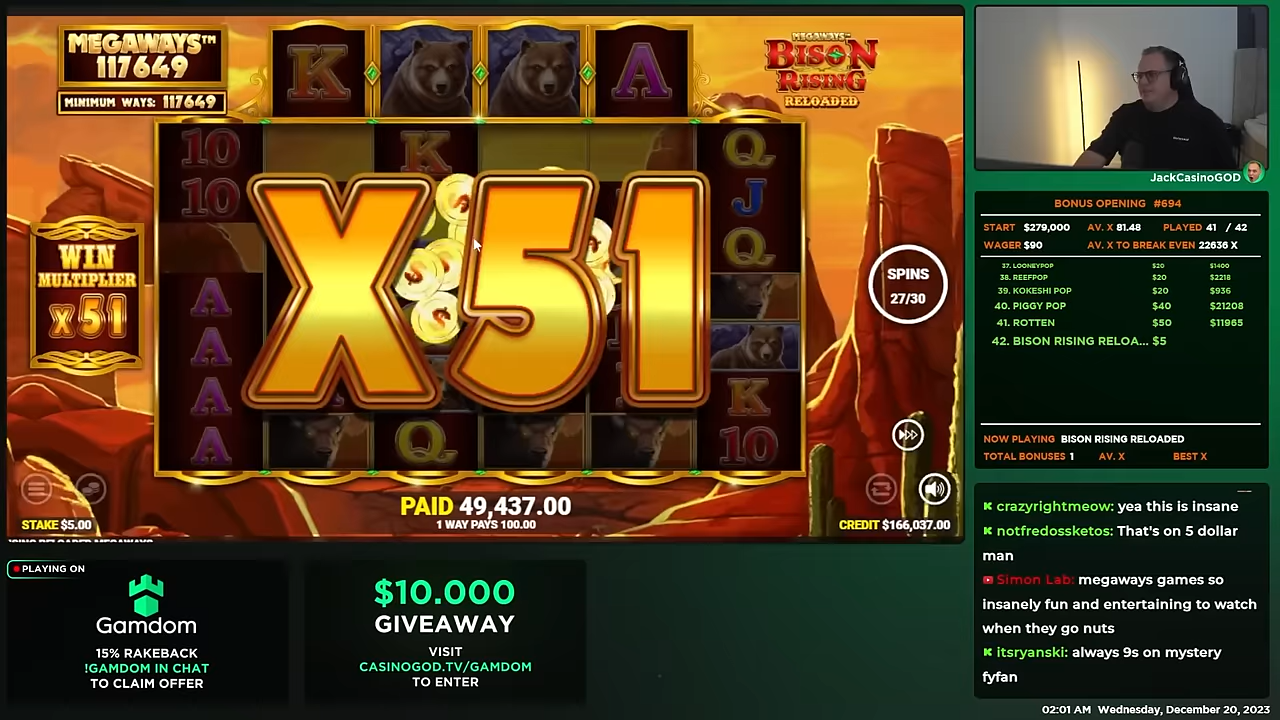 MEGAWAYS™
117649
MINIMUM WAYS: 117649
K
A
MEGAWAYS™
BISON
RISING
RELOADED
10
K
Q
10
J
Q
A
A
K
A
Q
10
X51
WIN
MULTIPLIER
x51
SPINS
27/30
PAID 49,437.00
1 WAY PAYS 100.00
STAKE $5.00
CREDIT $166,037.00
JackCasinoGOD
BONUS OPENING #694
START $279,000 AV. X 81.48 PLAYED 41 / 42
WAGER $90 AV. X TO BREAK EVEN 22636 X
37. LOONEYPOP $20 $1400
38. REEFPOP $20 $2218
39. KOKESHI POP $20 $936
40. PIGGY POP $40 $21208
41. ROTTEN $50 $11965
42. BISON RISING RELOA... $5
NOW PLAYING BISON RISING RELOADED
TOTAL BONUSES 1 AV. X BEST X
crazyrightmeow: yea this is insane
notfredossketos: That's on 5 dollar
man
Simon Lab: megaways games so
insanely fun and entertaining to watch
when they go nuts
itsryanski: always 9s on mystery
fyfan
PLAYING ON
Gamdom
15% RAKEBACK
!GAMDOM IN CHAT
TO CLAIM OFFER
$10.000
GIVEAWAY
VISIT
CASINOGOD.TV/GAMDOM
TO ENTER
02:01 AM Wednesday, December 20, 2023